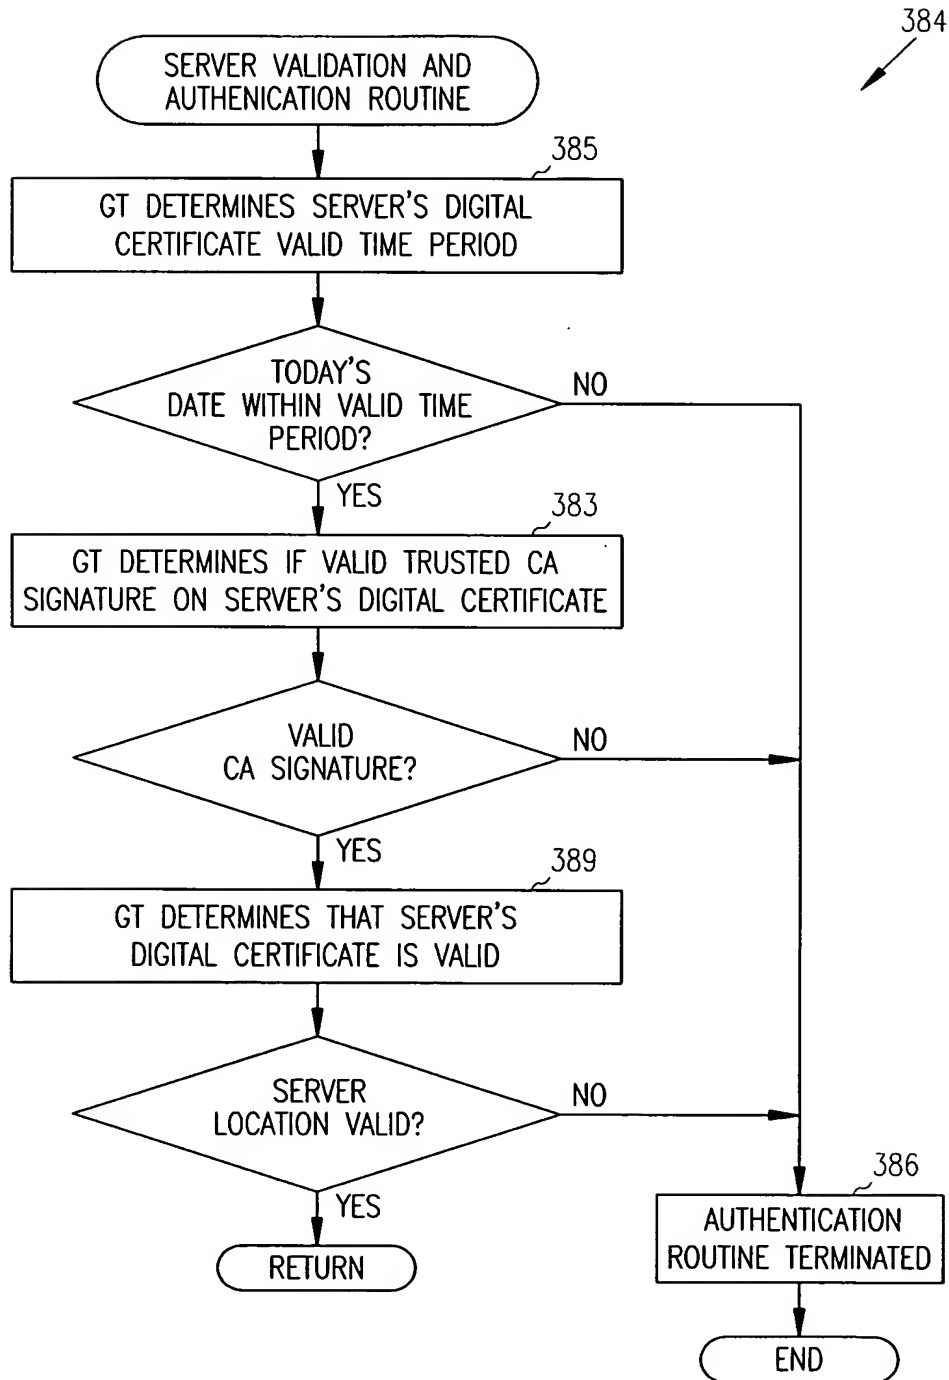 384
SERVER VALIDATION AND
AUTHENICATION ROUTINE
385
GT DETERMINES SERVER'S DIGITAL
CERTIFICATE VALID TIME PERIOD
TODAY'S
DATE WITHIN VALID TIME
PERIOD?
NO
YES
383
GT DETERMINES IF VALID TRUSTED CA
SIGNATURE ON SERVER'S DIGITAL CERTIFICATE
VALID
CA SIGNATURE?
NO
YES
389
GT DETERMINES THAT SERVER'S
DIGITAL CERTIFICATE IS VALID
SERVER
LOCATION VALID?
NO
YES
RETURN
386
AUTHENTICATION
ROUTINE TERMINATED
END